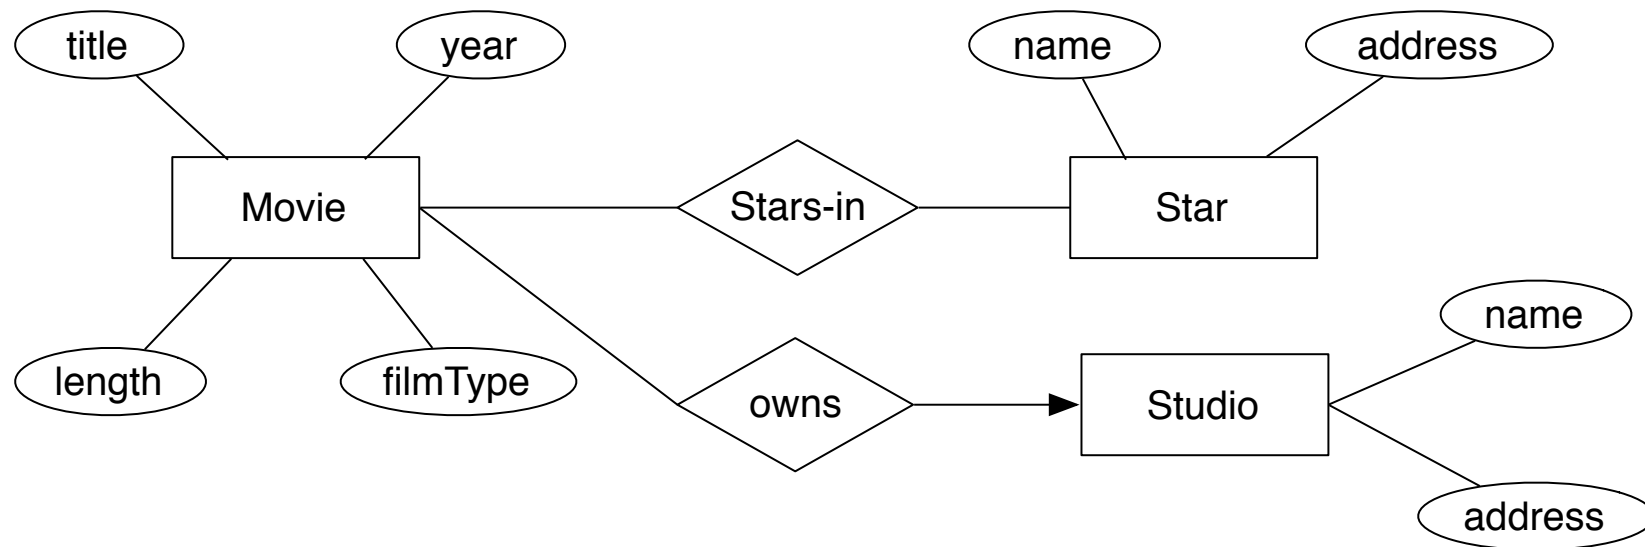 title
year
name
address
Movie
Stars-in
Star
name
length
filmType
owns
Studio
address